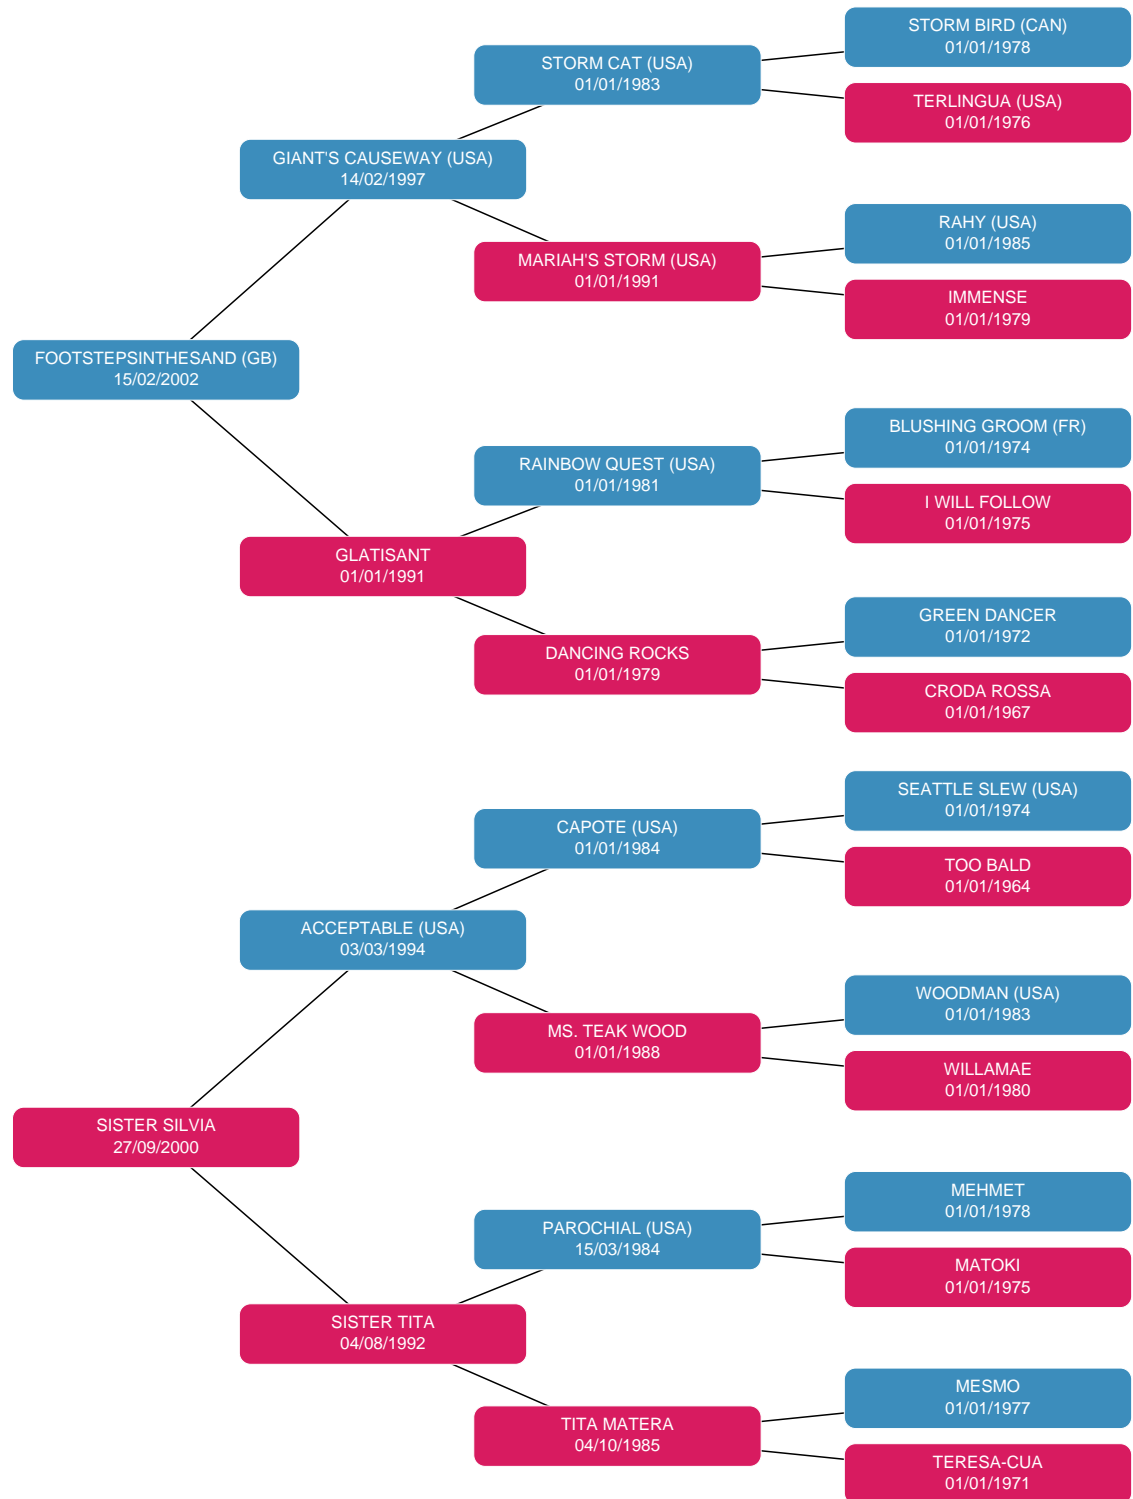 STORM BIRD (CAN)
01/01/1978
STORM CAT (USA)
01/01/1983
TERLINGUA (USA)
01/01/1976
GIANT'S CAUSEWAY (USA)
14/02/1997
RAHY (USA)
01/01/1985
MARIAH'S STORM (USA)
01/01/1991
IMMENSE
01/01/1979
FOOTSTEPSINTHESAND (GB)
15/02/2002
BLUSHING GROOM (FR)
01/01/1974
RAINBOW QUEST (USA)
01/01/1981
I WILL FOLLOW
01/01/1975
GLATISANT
01/01/1991
GREEN DANCER
01/01/1972
DANCING ROCKS
01/01/1979
CRODA ROSSA
01/01/1967
SEATTLE SLEW (USA)
01/01/1974
CAPOTE (USA)
01/01/1984
TOO BALD
01/01/1964
ACCEPTABLE (USA)
03/03/1994
WOODMAN (USA)
01/01/1983
MS. TEAK WOOD
01/01/1988
WILLAMAE
01/01/1980
SISTER SILVIA
27/09/2000
MEHMET
01/01/1978
PAROCHIAL (USA)
15/03/1984
MATOKI
01/01/1975
SISTER TITA
04/08/1992
MESMO
01/01/1977
TITA MATERA
04/10/1985
TERESA-CUA
01/01/1971